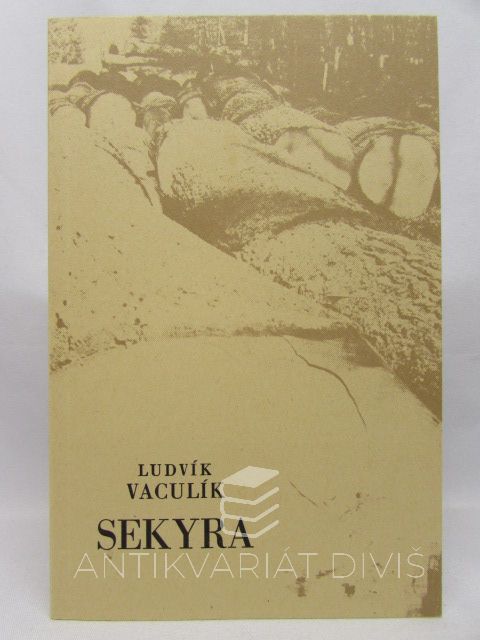 LUDVÍK
VACULÍK
SEKYRA
ANTIKVARIÁT DIVIŠ